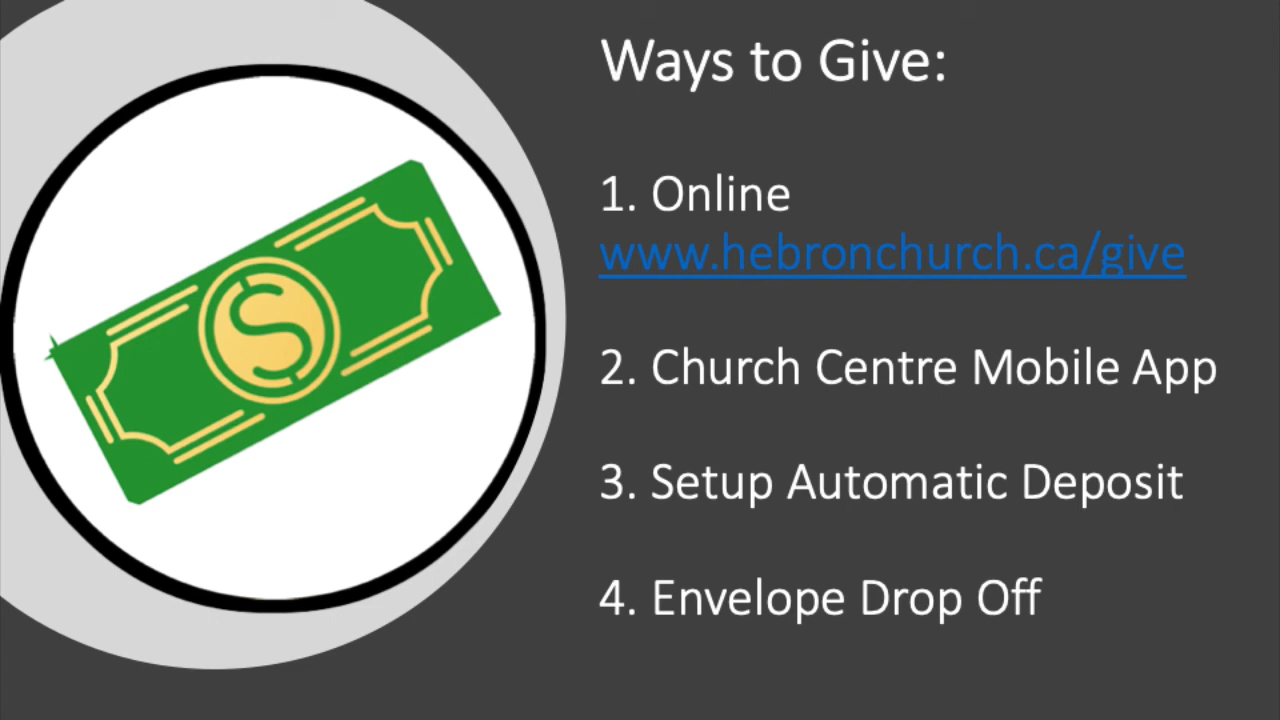 Ways to Give:
1. Online
www.hebronchurch.ca/give
2. Church Centre Mobile App
3. Setup Automatic Deposit
4. Envelope Drop Off
$